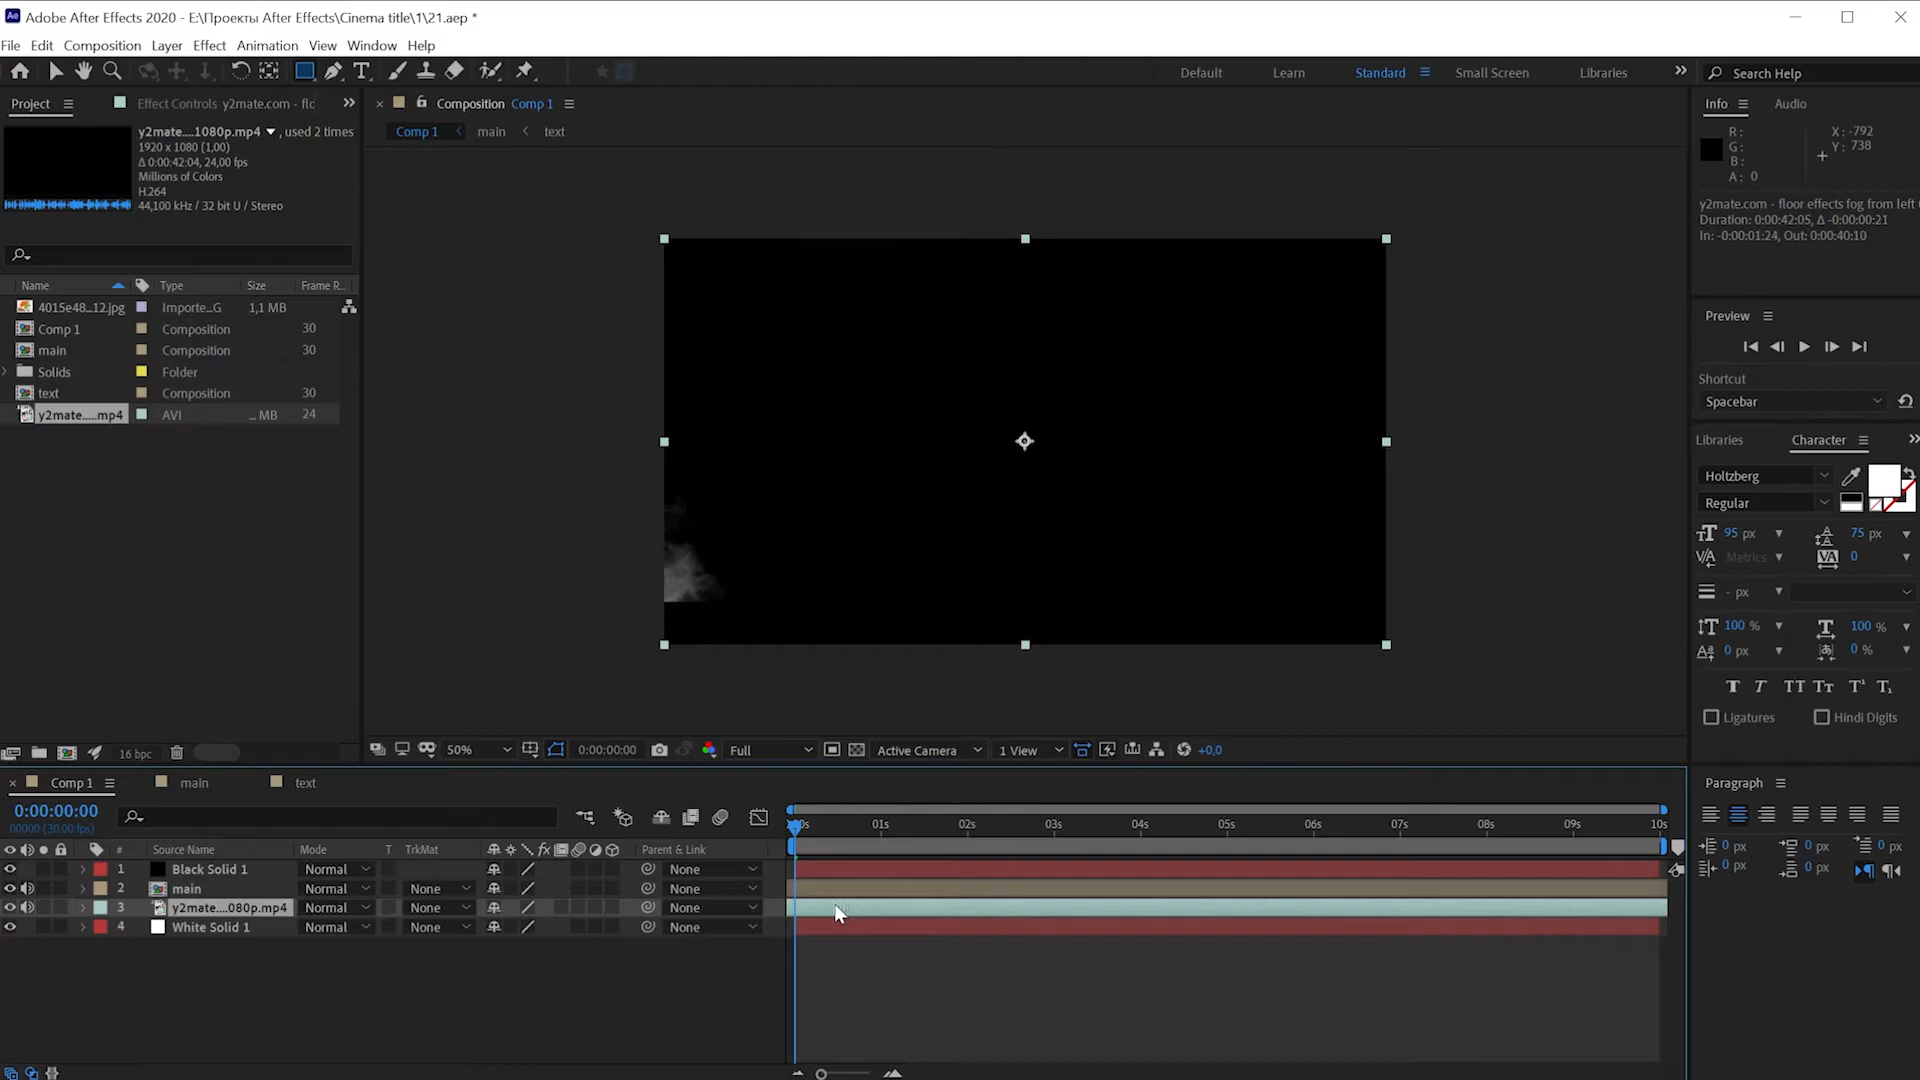 Adobe After Effects 2020 - E:\Проекты After Effects\Cinema title\1\21.aep *
File Edit Composition Layer Effect Animation View Window Help
Default Learn Standard Small Screen Libraries Search Help
Project Effect Controls y2mate.com - flc
Composition Comp 1
Info Audio
y2mate....1080p.mp4 , used 2 times
1920 x 1080 (1,00)
Δ 0:00:42:04, 24,00 fps
Millions of Colors
H.264
44,100 kHz / 32 bit U / Stereo
Comp 1 main text
R: X: -792
G: Y: 738
B:
A: 0
y2mate.com - floor effects fog from left
Duration: 0:00:42:05, Δ -0:00:00:21
In: -0:00:01:24, Out: 0:00:40:10
Name Type Size Frame R...
4015e48...12.jpg Importe...G 1,1 MB
Comp 1 Composition 30
main Composition 30
Solids Folder
text Composition 30
y2mate.....mp4 AVI ... MB 24
Preview
Shortcut
Spacebar
Libraries Character
Holtzberg
Regular
95 px 75 px
Metrics 0
- px
100 % 100 %
0 px 0 %
T T TT Tт T¹ T₁
Ligatures Hindi Digits
16 bpc
50% 0:00:00:00 Full Active Camera 1 View +0,0
Comp 1 main text
Paragraph
0:00:00:00
00000 (30.00 fps)
01s 02s 03s 04s 05s 06s 07s 08s 09s 10s
# Source Name Mode T TrkMat Parent & Link
1 Black Solid 1 Normal None
2 main Normal None None
3 y2mate....080p.mp4 Normal None None
4 White Solid 1 Normal None None
0 px 0 px 0 px
0 px 0 px